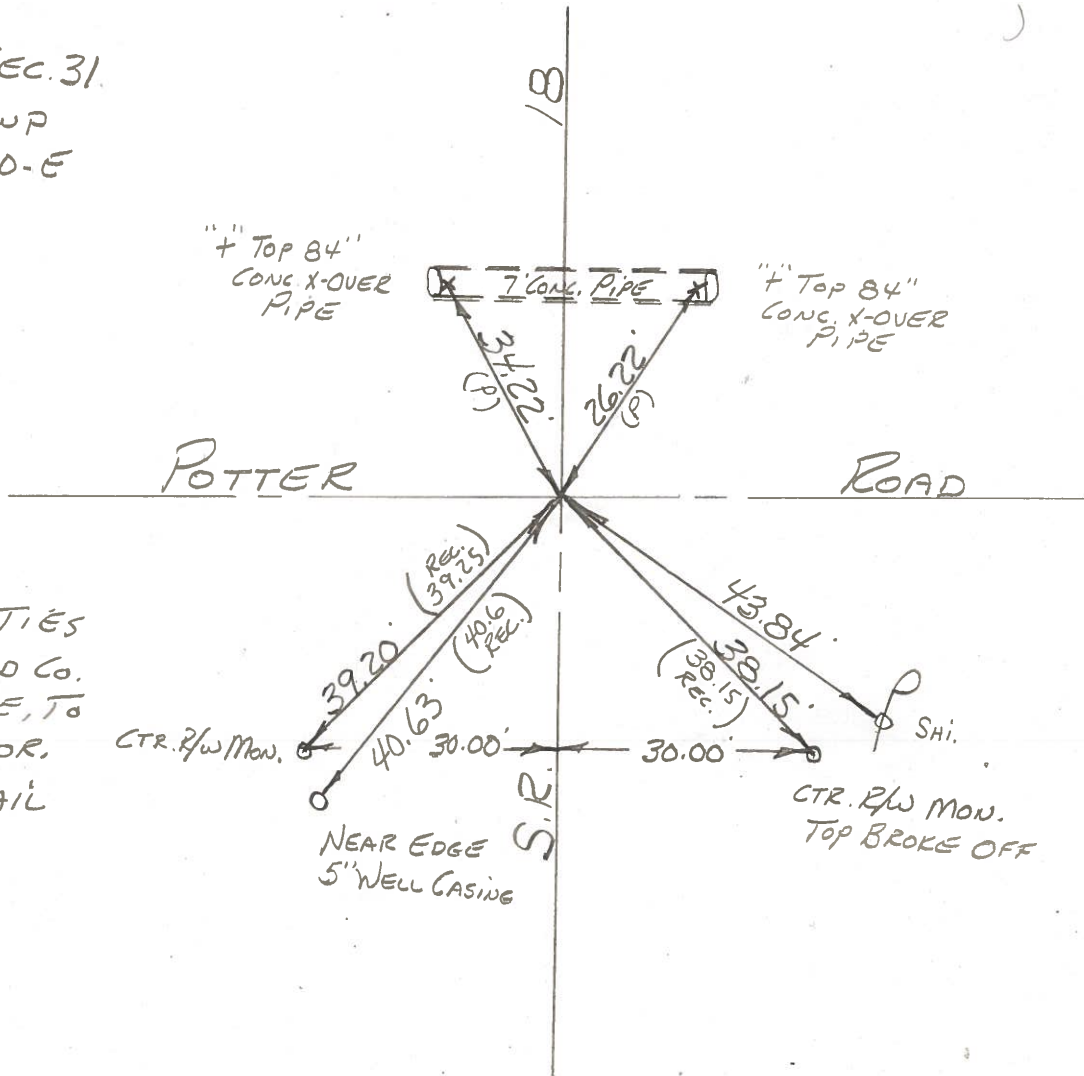 EC. 31
WP
O-E
18
"+" TOP 84"
CONC. X-OVER
PIPE
7' CONC. PIPE
"+" TOP 84"
CONC. X-OVER
PIPE
34.22'
(P)
26.22'
(P)
POTTER ROAD
(REC.
39.25)
39.20'
(40.6
REC.)
40.63'
43.84'
38.15'
(38.15
REC.)
TIES
D CO.
E, TO
OR.
AIL
CTR. R/W MON.
30.00'
30.00'
SHI.
S.R.
CTR. R/W MON.
TOP BROKE OFF
NEAR EDGE
5" WELL CASING